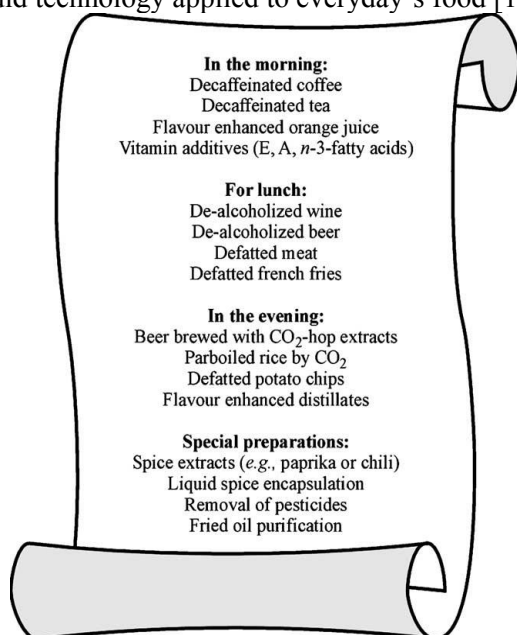 nd technology applied to everyday's food [1
In the morning:
Decaffeinated coffee
Decaffeinated tea
Flavour enhanced orange juice
Vitamin additives (E, A, n-3-fatty acids)
For lunch:
De-alcoholized wine
De-alcoholized beer
Defatted meat
Defatted french fries
In the evening:
Beer brewed with CO₂-hop extracts
Parboiled rice by CO₂
Defatted potato chips
Flavour enhanced distillates
Special preparations:
Spice extracts (e.g., paprika or chili)
Liquid spice encapsulation
Removal of pesticides
Fried oil purification